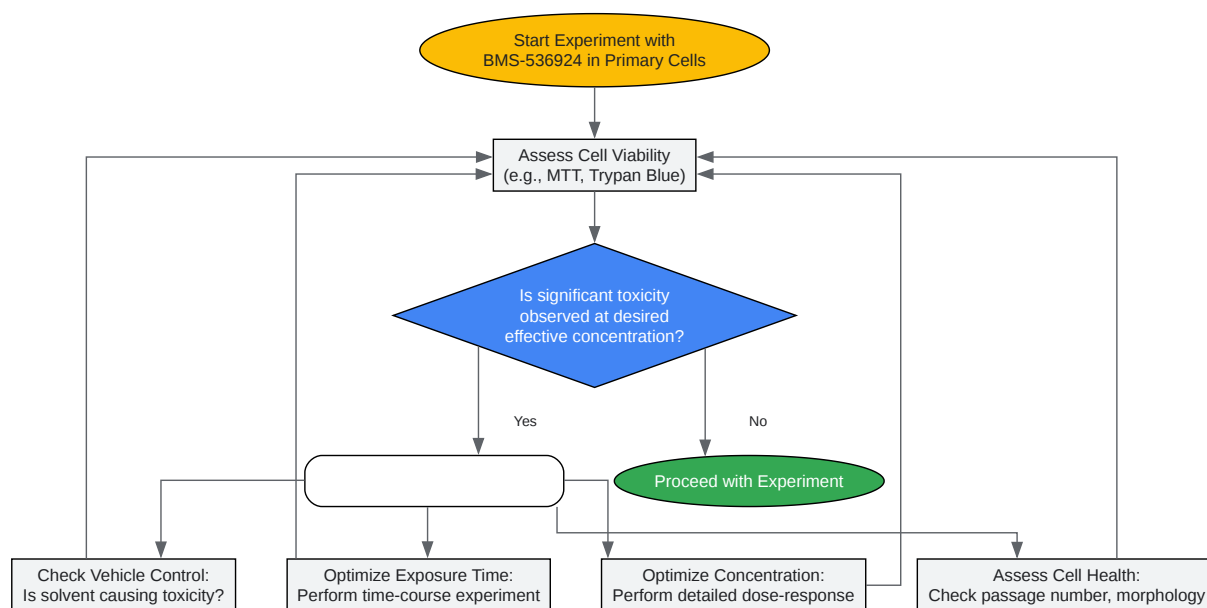 Start Experiment with
BMS-536924 in Primary Cells
Assess Cell Viability
(e.g., MTT, Trypan Blue)
Is significant toxicity
observed at desired
effective concentration?
Yes
No
Proceed with Experiment
Check Vehicle Control:
Is solvent causing toxicity?
Optimize Exposure Time:
Perform time-course experiment
Optimize Concentration:
Perform detailed dose-response
Assess Cell Health:
Check passage number, morphology